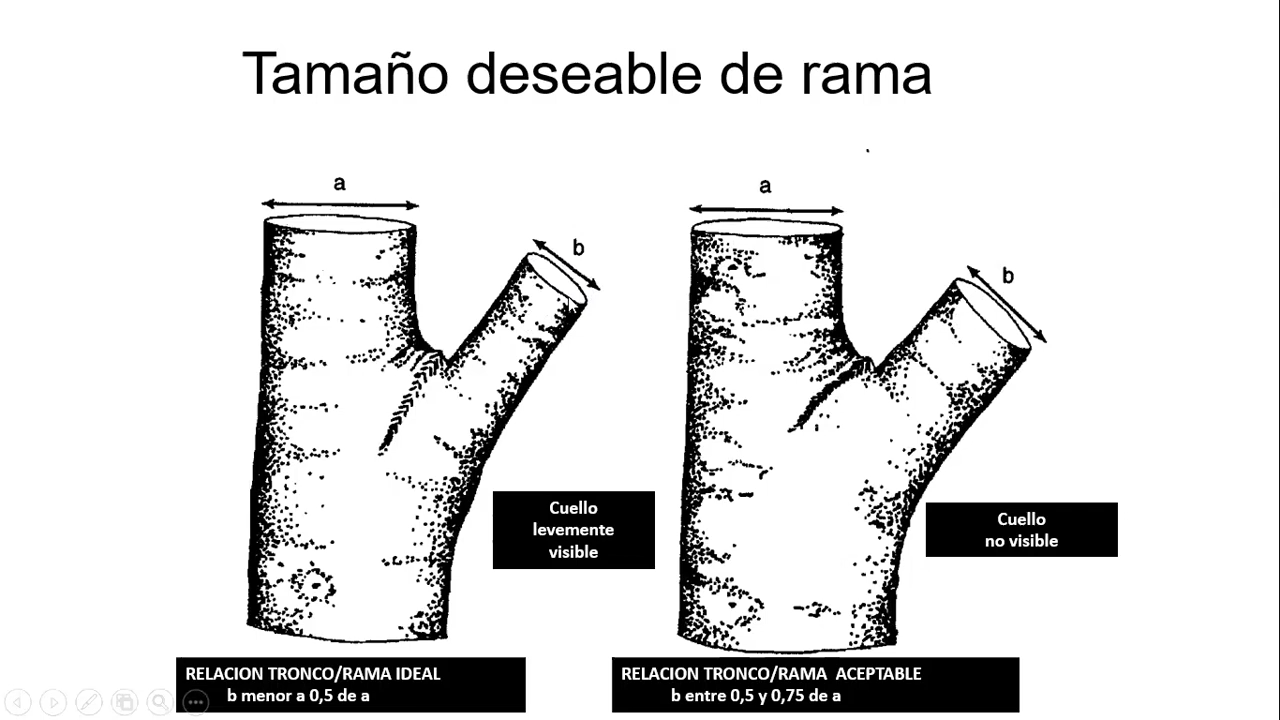 Tamaño deseable de rama
a
b
Cuello
levemente
visible
RELACION TRONCO/RAMA IDEAL
b menor a 0,5 de a
a
b
Cuello
no visible
RELACION TRONCO/RAMA ACEPTABLE
b entre 0,5 y 0,75 de a